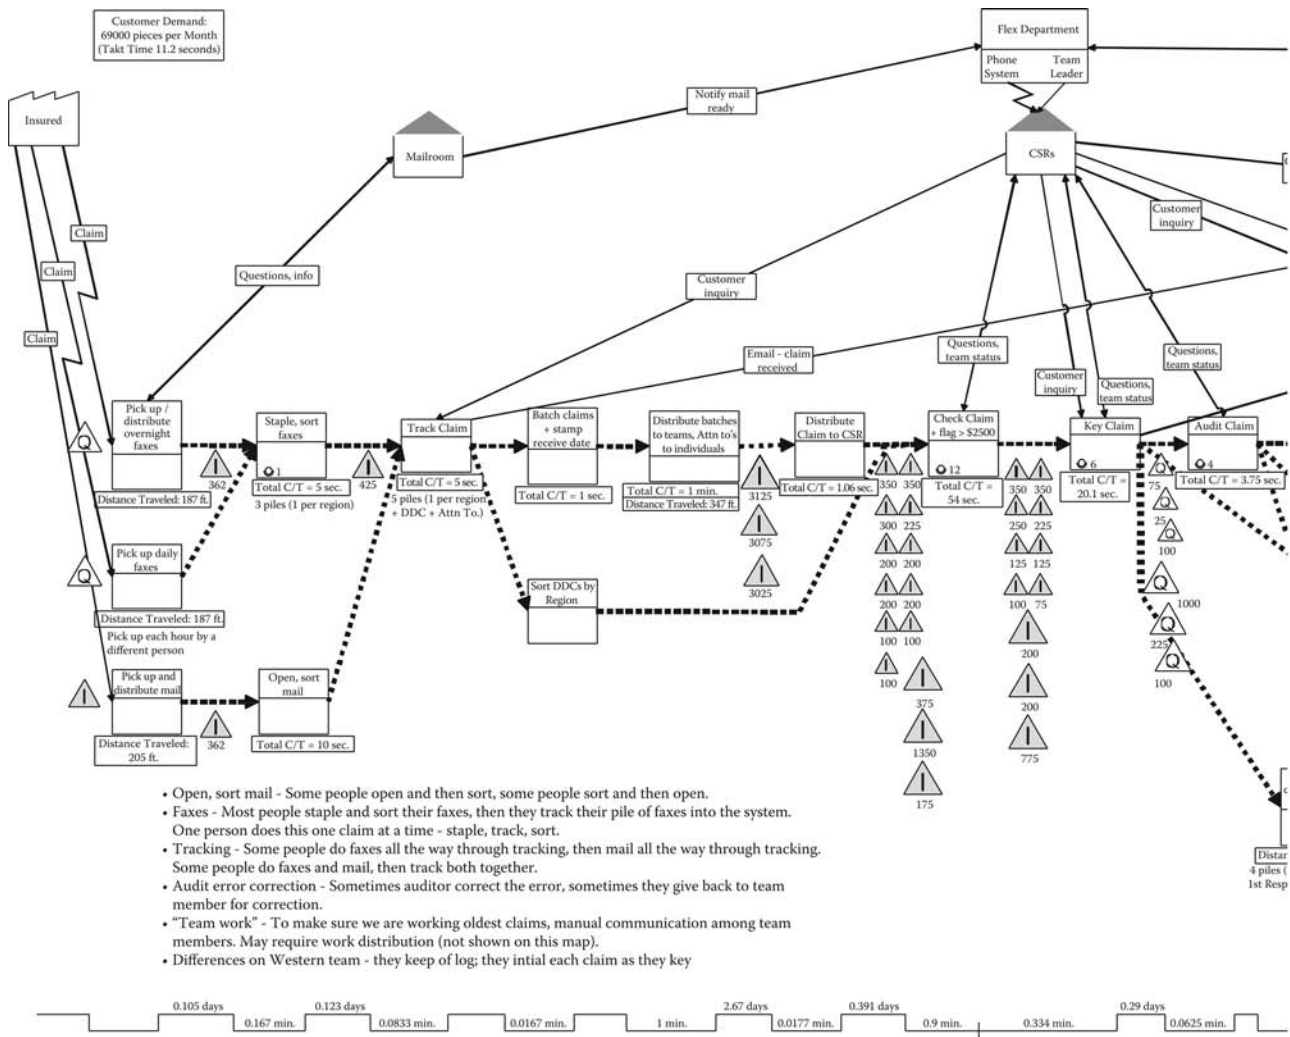 Customer Demand:
69000 pieces per Month
(Takt Time 11.2 seconds)
Flex Department
Phone
System
Team
Leader
Insured
Notify mail
ready
Mailroom
CSRs
Claim
Claim
Claim
Questions, info
Customer
inquiry
Customer
inquiry
Email - claim
received
Questions,
team status
Customer
inquiry
Questions,
team status
Questions,
team status
Pick up /
distribute
overnight
faxes
Distance Traveled: 187 ft.
Q
I
362
Staple, sort
faxes
1
Total C/T = 5 sec.
3 piles (1 per region)
I
425
Track Claim
Total C/T = 5 sec.
5 piles (1 per region
+ DDC + Attn To.)
Batch claims
+ stamp
receive date
Total C/T = 1 sec.
Distribute batches
to teams, Attn to's
to individuals
Total C/T = 1 min.
Distance Traveled: 347 ft.
I
3125
I
3075
I
3025
Distribute
Claim to CSR
Total C/T = 1.06 sec.
I I
350 350
I I
300 225
I I
200 200
I I
200 200
I I
100 100
I
100
I
375
I
1350
I
175
Check Claim
+ flag > $2500
12
Total C/T =
54 sec.
I I
350 350
I I
250 225
I I
125 125
I I
100 75
I
200
I
200
I
775
Key Claim
6
Total C/T =
20.1 sec.
Q
75
Q
25
Q
100
Q
1000
Q
225
Q
100
Audit Claim
4
Total C/T = 3.75 sec.
Q
Pick up daily
faxes
Distance Traveled: 187 ft.
Pick up each hour by a
different person
Sort DDCs by
Region
I
Pick up and
distribute mail
Distance Traveled:
205 ft.
I
362
Open, sort
mail
Total C/T = 10 sec.
Distan
4 piles (
1st Resp
• Open, sort mail - Some people open and then sort, some people sort and then open.
• Faxes - Most people staple and sort their faxes, then they track their pile of faxes into the system.
One person does this one claim at a time - staple, track, sort.
• Tracking - Some people do faxes all the way through tracking, then mail all the way through tracking.
Some people do faxes and mail, then track both together.
• Audit error correction - Sometimes auditor correct the error, sometimes they give back to team
member for correction.
• “Team work” - To make sure we are working oldest claims, manual communication among team
members. May require work distribution (not shown on this map).
• Differences on Western team - they keep of log; they intial each claim as they key
0.105 days
0.123 days
2.67 days
0.391 days
0.29 days
0.167 min.
0.0833 min.
0.0167 min.
1 min.
0.0177 min.
0.9 min.
0.334 min.
0.0625 min.